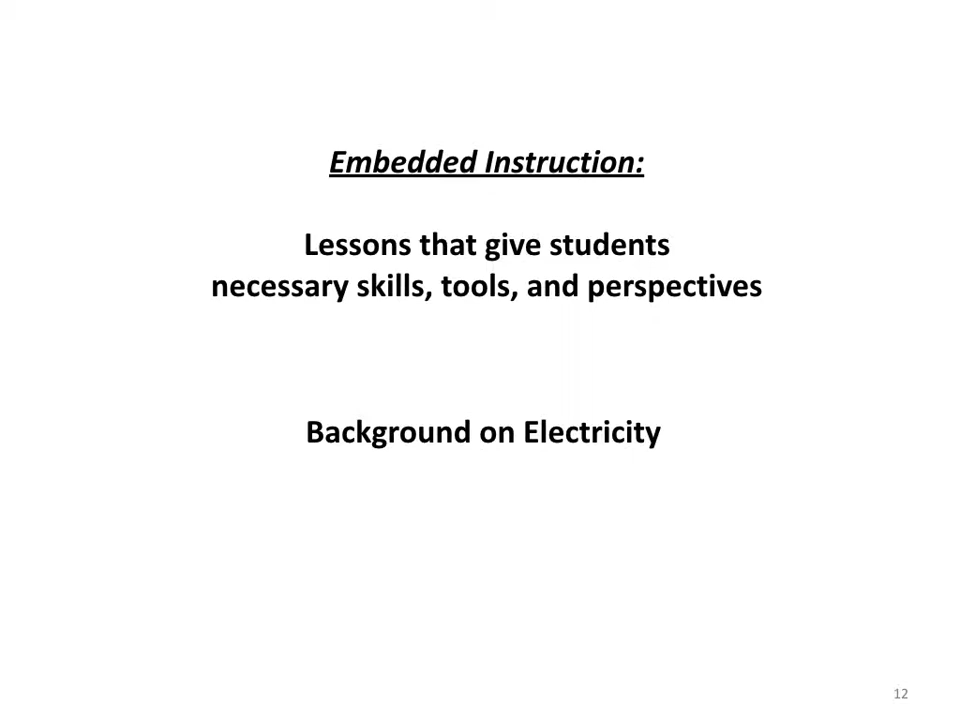 Embedded Instruction:
Lessons that give students
necessary skills, tools, and perspectives
Background on Electricity
12